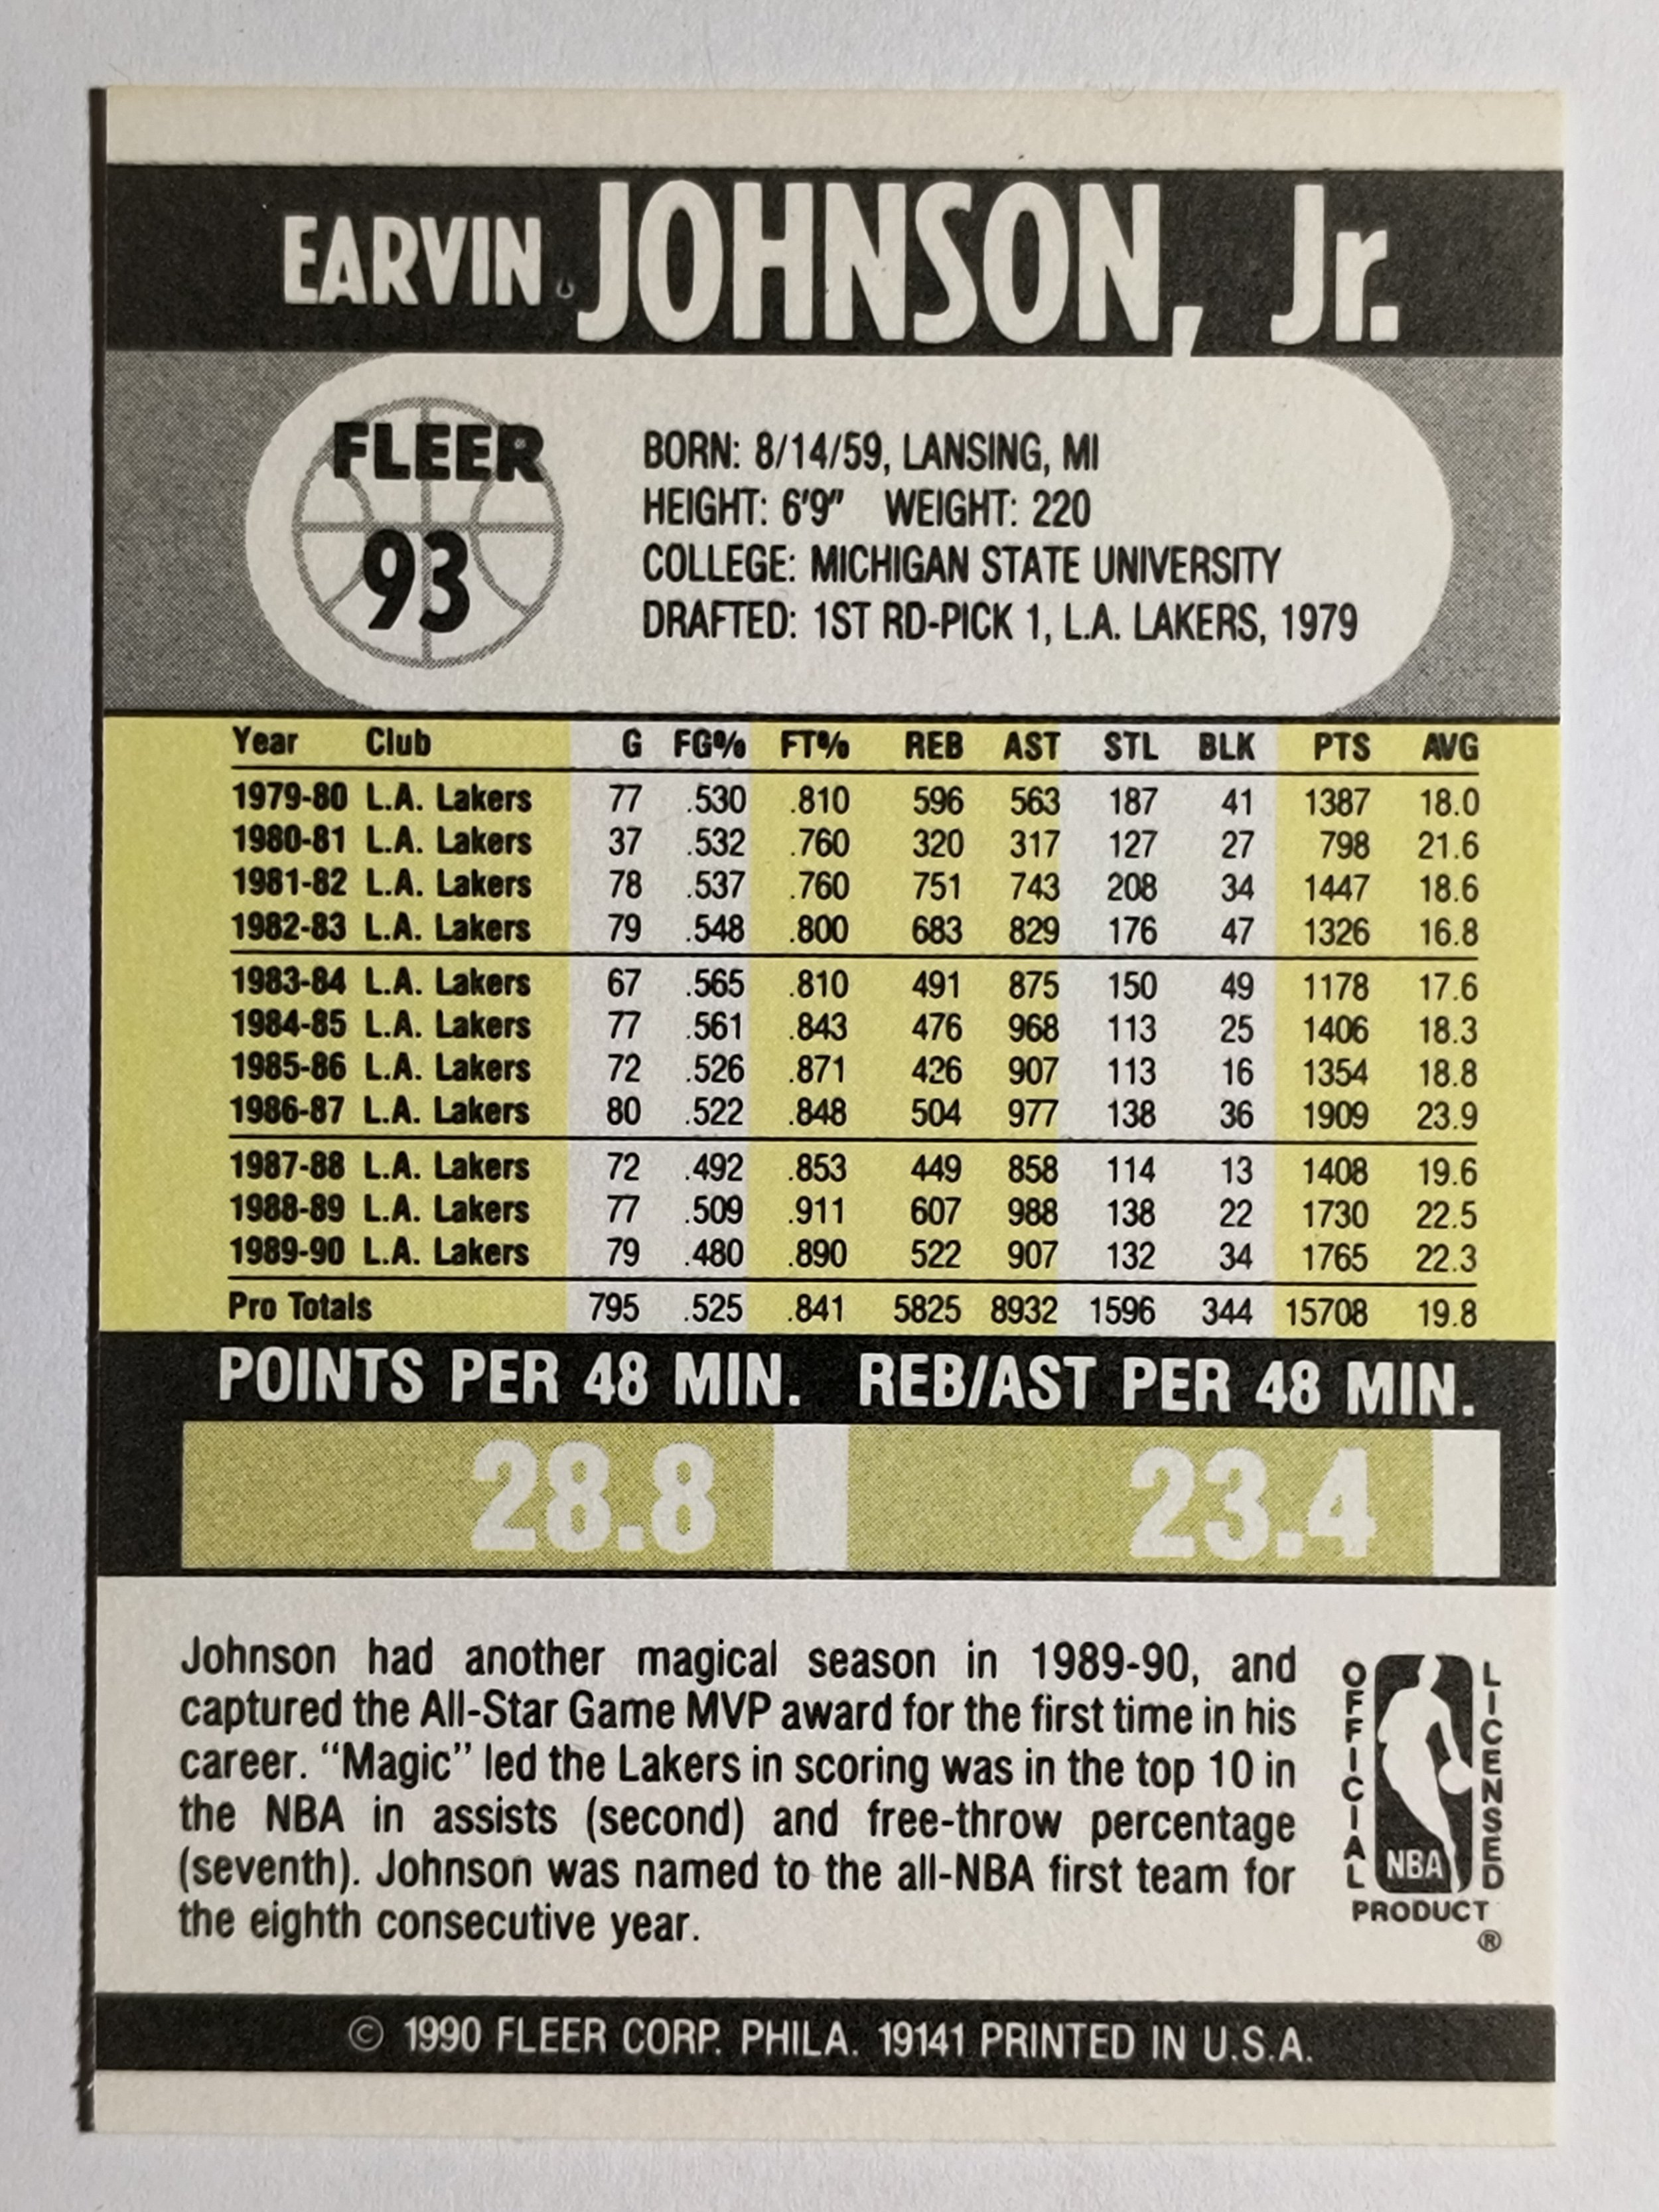 EARVIN JOHNSON, Jr.
FLEER
93
BORN: 8/14/59, LANSING, MI
HEIGHT: 6'9" WEIGHT: 220
COLLEGE: MICHIGAN STATE UNIVERSITY
DRAFTED: 1ST RD-PICK 1, L.A. LAKERS, 1979
Year Club G FG% FT% REB AST STL BLK PTS AVG
1979-80 L.A. Lakers 77 .530 .810 596 563 187 41 1387 18.0
1980-81 L.A. Lakers 37 .532 .760 320 317 127 27 798 21.6
1981-82 L.A. Lakers 78 .537 .760 751 743 208 34 1447 18.6
1982-83 L.A. Lakers 79 .548 .800 683 829 176 47 1326 16.8
1983-84 L.A. Lakers 67 .565 .810 491 875 150 49 1178 17.6
1984-85 L.A. Lakers 77 .561 .843 476 968 113 25 1406 18.3
1985-86 L.A. Lakers 72 .526 .871 426 907 113 16 1354 18.8
1986-87 L.A. Lakers 80 .522 .848 504 977 138 36 1909 23.9
1987-88 L.A. Lakers 72 .492 .853 449 858 114 13 1408 19.6
1988-89 L.A. Lakers 77 .509 .911 607 988 138 22 1730 22.5
1989-90 L.A. Lakers 79 .480 .890 522 907 132 34 1765 22.3
Pro Totals 795 .525 .841 5825 8932 1596 344 15708 19.8
POINTS PER 48 MIN. REB/AST PER 48 MIN.
28.8 23.4
Johnson had another magical season in 1989-90, and
captured the All-Star Game MVP award for the first time in his
career. "Magic" led the Lakers in scoring was in the top 10 in
the NBA in assists (second) and free-throw percentage
(seventh). Johnson was named to the all-NBA first team for
the eighth consecutive year.
OFFICIAL
LICENSED
NBA
PRODUCT
®
© 1990 FLEER CORP. PHILA. 19141 PRINTED IN U.S.A.